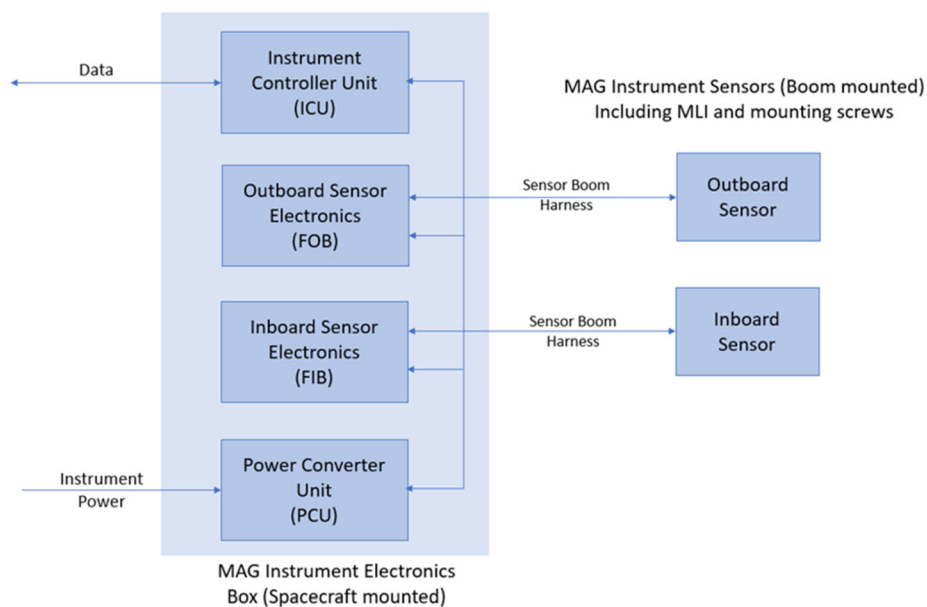 Data
Instrument
Controller Unit
(ICU)
MAG Instrument Sensors (Boom mounted)
Including MLI and mounting screws
Outboard Sensor
Electronics
(FOB)
Sensor Boom
Harness
Outboard
Sensor
Inboard Sensor
Electronics
(FIB)
Sensor Boom
Harness
Inboard
Sensor
Instrument
Power
Power Converter
Unit
(PCU)
MAG Instrument Electronics
Box (Spacecraft mounted)